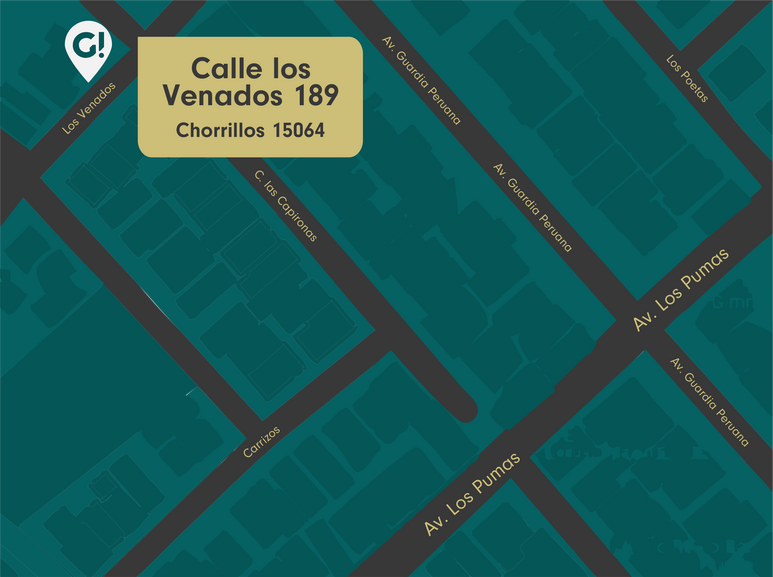 G!
Calle los
Venados 189
Chorrillos 15064
Los Venados
Av. Guardia Peruana
Los Poetas
C. las Capironas
Av. Guardia Peruana
Av. Los Pumas
Av. Guardia Peruana
Carrizos
Av. Los Pumas